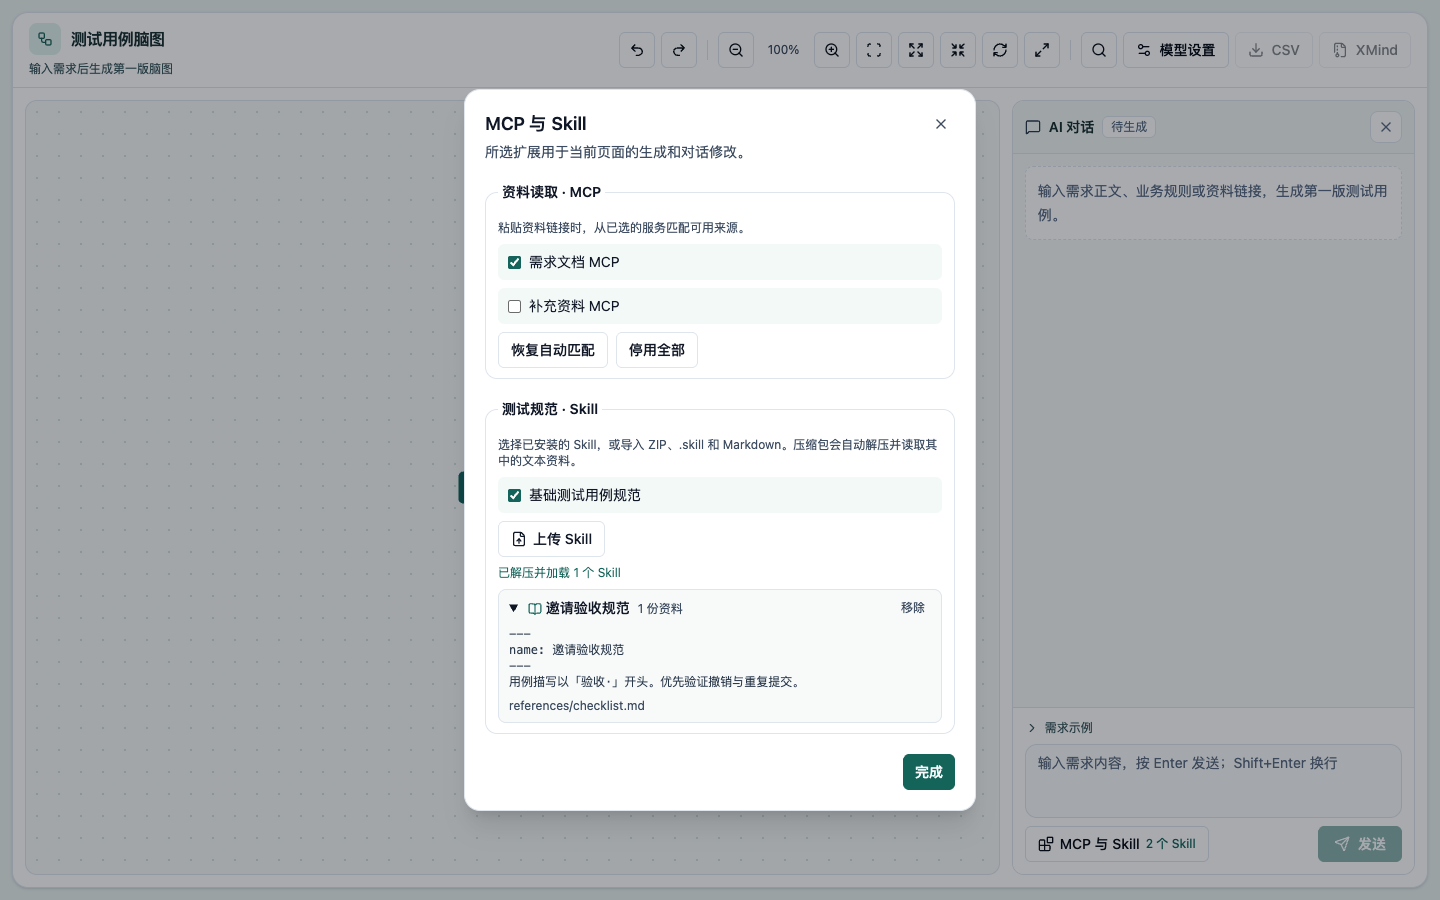 测试用例脑图
输入需求后生成第一版脑图
100%
模型设置
CSV
XMind
AI 对话
待生成
输入需求正文、业务规则或资料链接，生成第一版测试用例。
MCP 与 Skill
所选扩展用于当前页面的生成和对话修改。
资料读取 · MCP
粘贴资料链接时，从已选的服务匹配可用来源。
需求文档 MCP
补充资料 MCP
恢复自动匹配
停用全部
测试规范 · Skill
选择已安装的 Skill，或导入 ZIP、.skill 和 Markdown。压缩包会自动解压并读取其
中的文本资料。
基础测试用例规范
上传 Skill
已解压并加载 1 个 Skill
邀请验收规范 1 份资料
移除
---
name: 邀请验收规范
---
用例描写以「验收·」开头。优先验证撤销与重复提交。
references/checklist.md
完成
需求示例
输入需求内容，按 Enter 发送；Shift+Enter 换行
MCP 与 Skill 2 个 Skill
发送